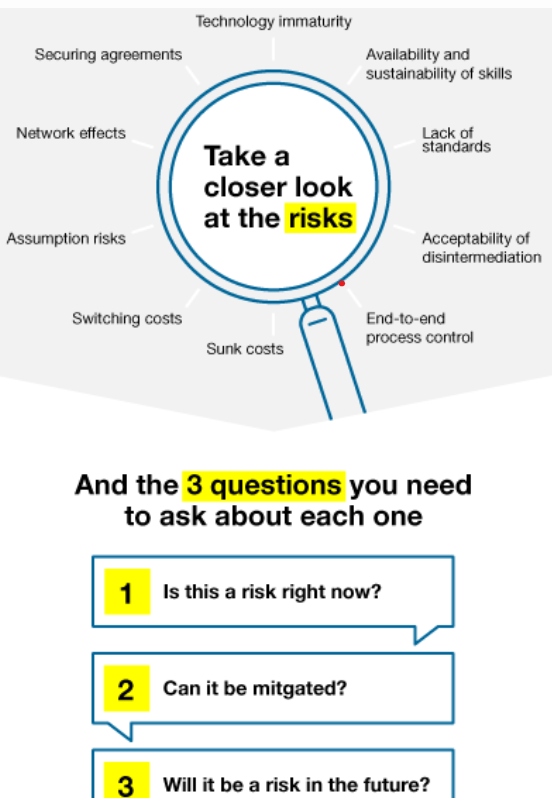 Technology immaturity
Securing agreements
Availability and
sustainability of skills
Network effects
Lack of
standards
Take a
closer look
at the risks
Assumption risks
Acceptability of
disintermediation
Switching costs
End-to-end
process control
Sunk costs
And the 3 questions you need
to ask about each one
1 Is this a risk right now?
2 Can it be mitgated?
3 Will it be a risk in the future?